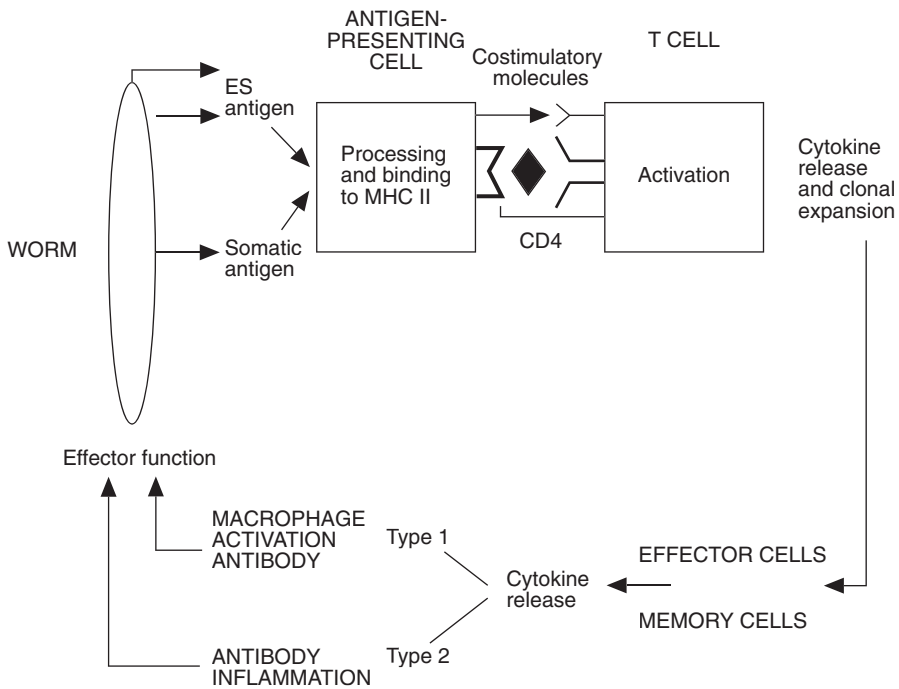 ANTIGEN-
PRESENTING
CELL
Costimulatory
molecules
T CELL
ES
antigen
Processing
and binding
to MHC II
Activation
Cytokine
release
and clonal
expansion
WORM
Somatic
antigen
CD4
Effector function
MACROPHAGE
ACTIVATION
ANTIBODY
Type 1
Cytokine
release
EFFECTOR CELLS
MEMORY CELLS
ANTIBODY
INFLAMMATION
Type 2